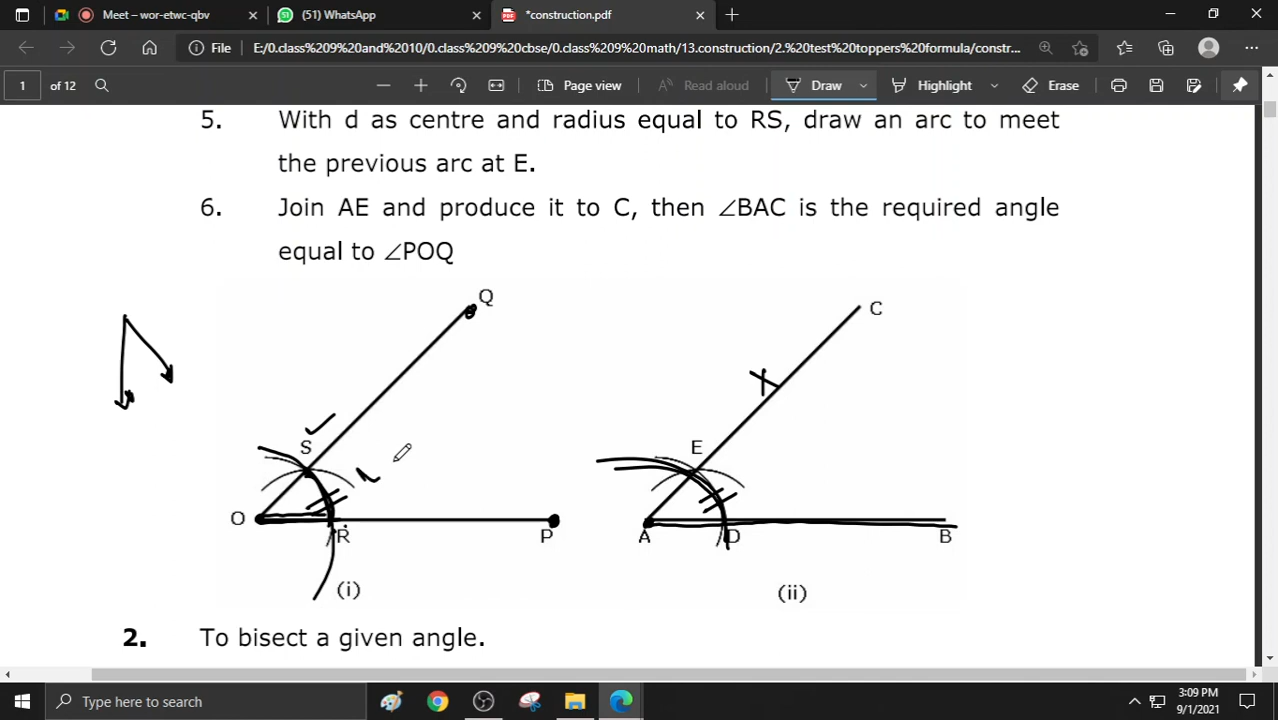 Meet – wor-etwc-qbv
(51) WhatsApp
*construction.pdf
File
E:/0.class%209%20and%2010/0.class%209%20cbse/0.class%209%20math/13.construction/2.%20test%20toppers%20formula/constr...
1 of 12
Page view
Read aloud
Draw
Highlight
Erase
5. With d as centre and radius equal to RS, draw an arc to meet
the previous arc at E.
6. Join AE and produce it to C, then ∠BAC is the required angle
equal to ∠POQ
Q
C
S
E
O
R
P
A
D
B
(i)
(ii)
2. To bisect a given angle.
Type here to search
3:09 PM
9/1/2021